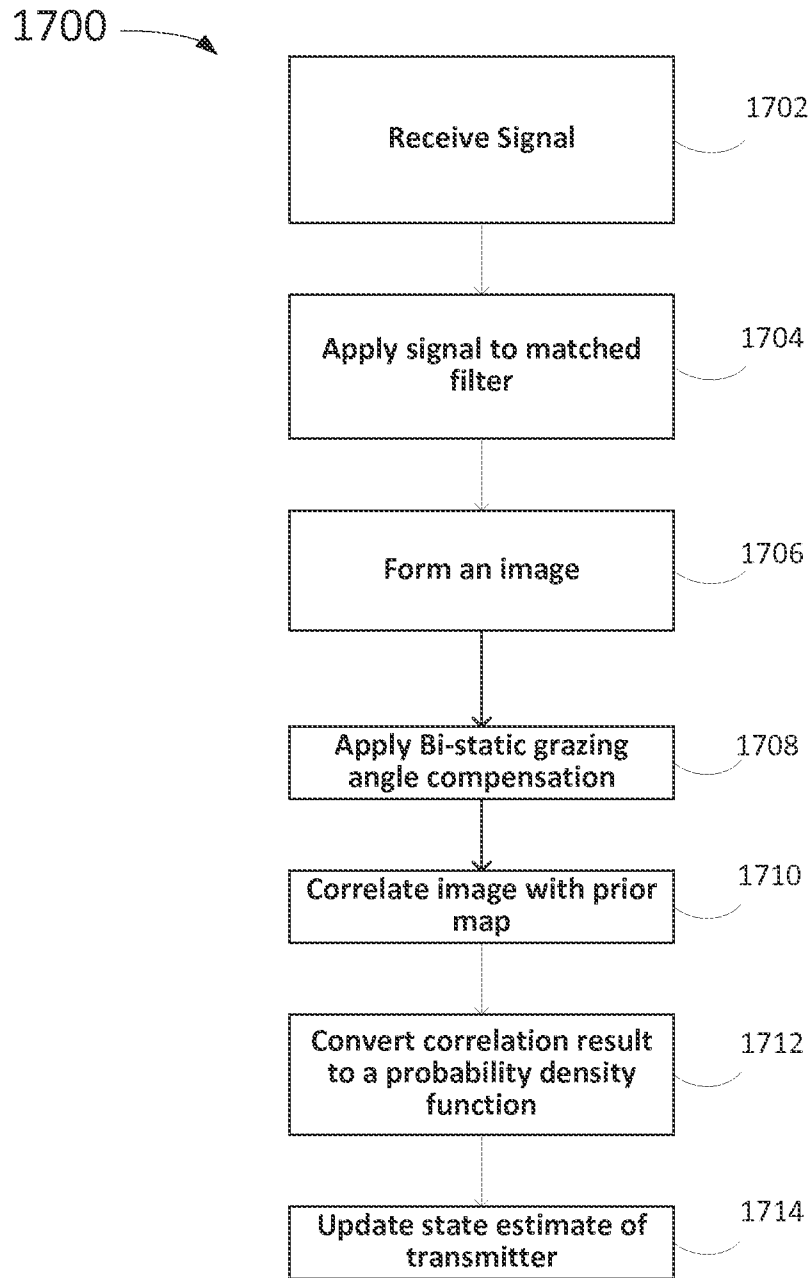 1700
Receive Signal
1702
Apply signal to matched
filter
1704
Form an image
1706
Apply Bi-static grazing
angle compensation
1708
Correlate image with prior
map
1710
Convert correlation result
to a probability density
function
1712
Update state estimate of
transmitter
1714